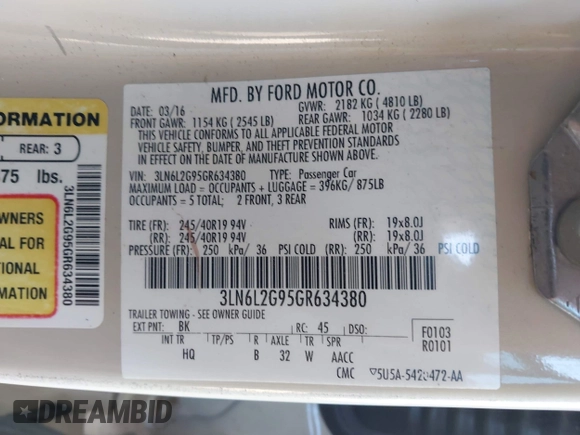 FORMATION
REAR: 3
875 lbs.
OWNERS
AL FOR
TIONAL
RMATION
3LN6L2G95GR634380
MFD. BY FORD MOTOR CO.
DATE: 03/16 GVWR: 2182 KG ( 4810 LB)
FRONT GAWR: 1154 KG ( 2545 LB) REAR GAWR: 1034 KG ( 2280 LB)
THIS VEHICLE CONFORMS TO ALL APPLICABLE FEDERAL MOTOR
VEHICLE SAFETY, BUMPER, AND THEFT PREVENTION STANDARDS
IN EFFECT ON THE DATE OF MANUFACTURE SHOWN ABOVE.
VIN: 3LN6L2G95GR634380 TYPE: Passenger Car
MAXIMUM LOAD = OCCUPANTS + LUGGAGE = 396KG/ 875LB
OCCUPANTS = 5 TOTAL: 2 FRONT, 3 REAR
TIRE (FR): 245/40R19 94V RIMS (FR): 19x8.0J
(RR): 245/40R19 94V (RR): 19x8.0J
PRESSURE (FR): 250 kPa/ 36 PSI COLD (RR): 250 kPa/ 36 PSI COLD
3LN6L2G95GR634380
TRAILER TOWING - SEE OWNER GUIDE
EXT PNT: BK RC: 45 DSO: F0103
R0101
INT TR TP/PS R AXLE TR SPR
HQ B 32 W AACC
CMC
DREAMBID